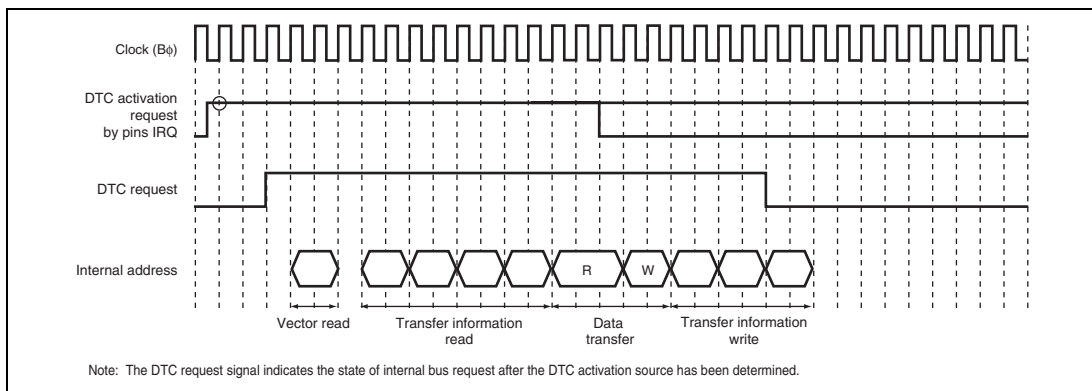 Clock (Bϕ)
DTC activation
request
by pins IRQ
DTC request
Internal address
R
W
Vector read
Transfer information
read
Data
transfer
Transfer information
write
Note: The DTC request signal indicates the state of internal bus request after the DTC activation source has been determined.